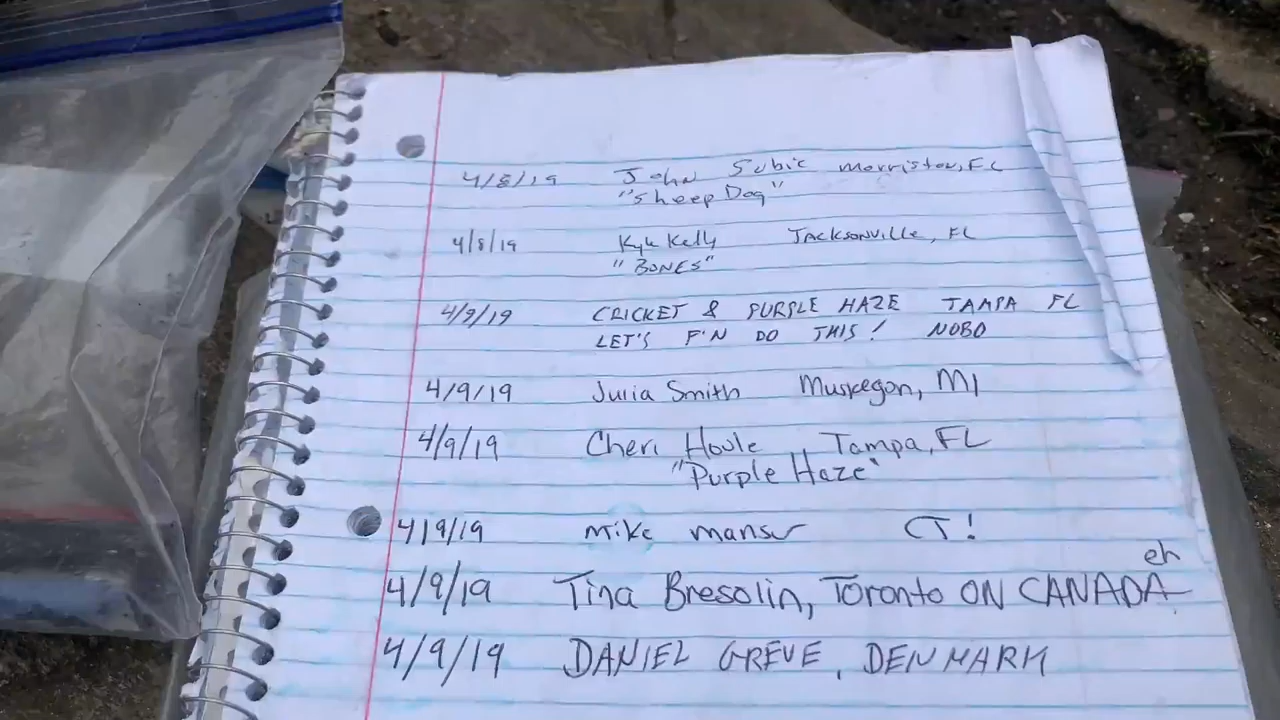 4/8/19 John Subic Morriston, FL
"Sheep Dog"
4/8/19 Kyle Kelly Jacksonville, FL
"BONES"
4/9/19 CRICKET & PURPLE HAZE TAMPA FL
LET'S F'N DO THIS! NOBO
4/9/19 Julia Smith Muskegon, MI
4/9/19 Cheri Houle Tampa, FL
"Purple Haze"
4/9/19 Mike Mansur CT!
eh
4/9/19 Tina Bresolin, Toronto ON CANADA
4/9/19 DANIEL GREVE, DENMARK